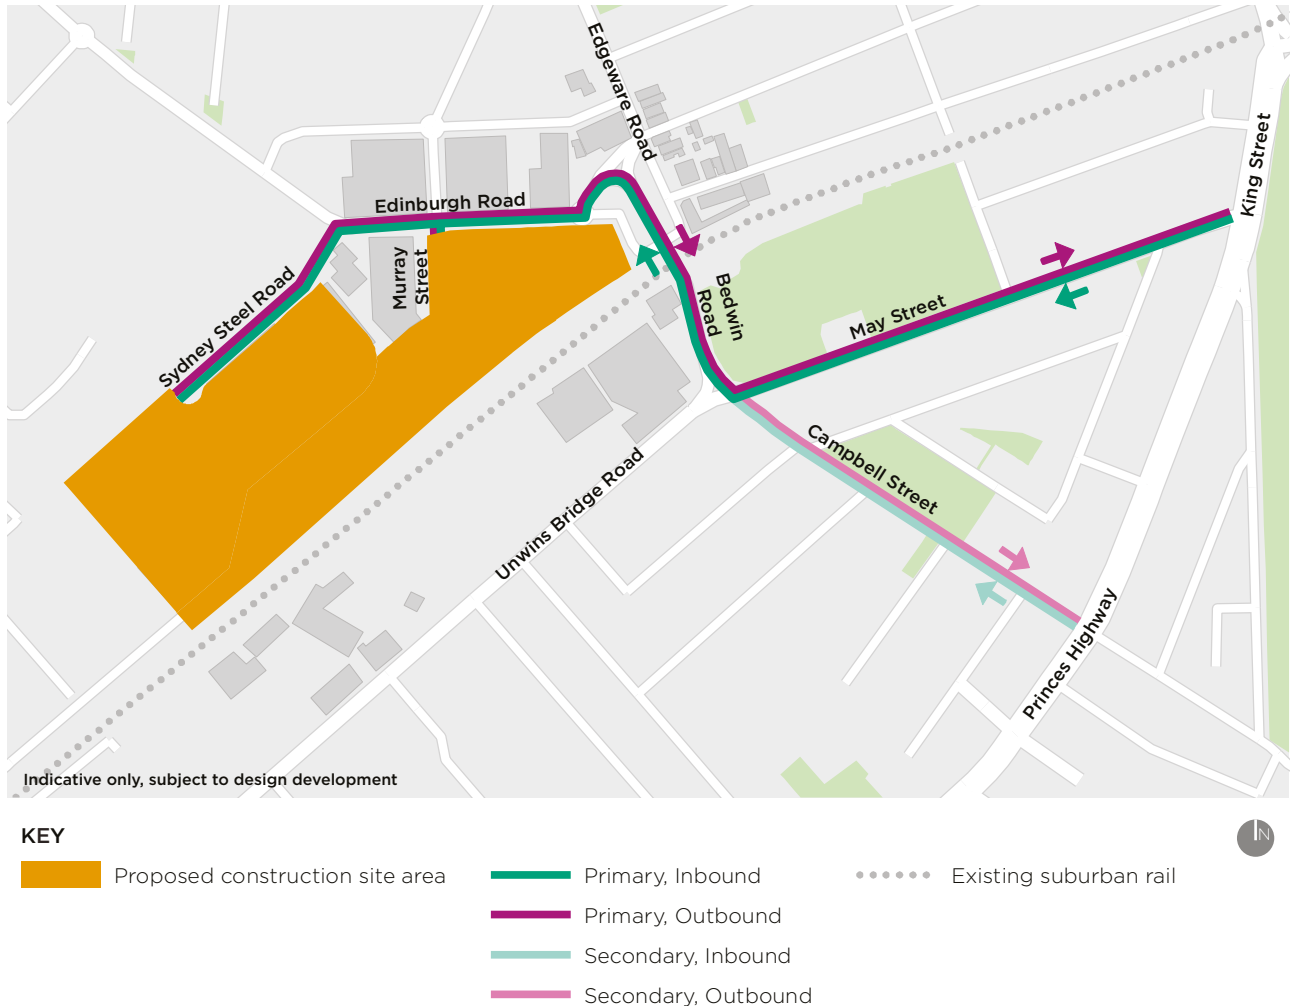 Edgeware Road
King Street
Edinburgh Road
Murray
Street
Sydney Steel Road
Bedwin
Road
May Street
Campbell Street
Unwins Bridge Road
Princes Highway
Indicative only, subject to design development
KEY
N
Proposed construction site area
Primary, Inbound
Existing suburban rail
Primary, Outbound
Secondary, Inbound
Secondary, Outbound